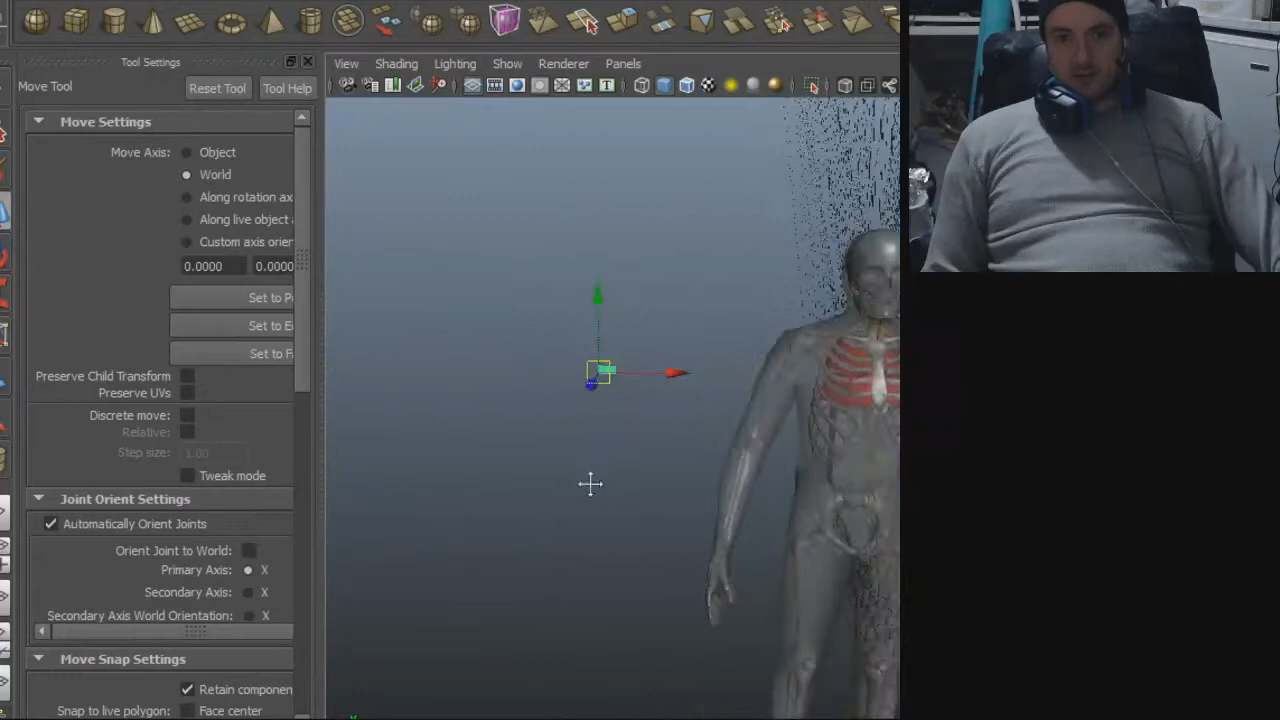 Tool Settings
View Shading Lighting Show Renderer Panels
Move Tool Reset Tool Tool Help
Move Settings
Move Axis: Object
World
Along rotation ax
Along live object
Custom axis orien
0.0000 0.0000
Set to P
Set to E
Set to F
Preserve Child Transform
Preserve UVs
Discrete move:
Relative:
Step size: 1.00
Tweak mode
Joint Orient Settings
Automatically Orient Joints
Orient Joint to World:
Primary Axis: X
Secondary Axis: X
Secondary Axis World Orientation: X
Move Snap Settings
Retain componen
Snap to live polygon: Face center